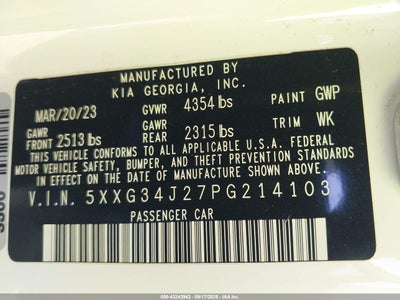 MANUFACTURED BY
KIA GEORGIA, INC.
MAR/20/23 GVWR 4354 lbs PAINT GWP
GAWR FRONT 2513 lbs GAWR REAR 2315 lbs TRIM WK
THIS VEHICLE CONFORMS TO ALL APPLICABLE U.S.A. FEDERAL
MOTOR VEHICLE SAFETY, BUMPER, AND THEFT PREVENTION
STANDARDS IN EFFECT ON THE DATE OF MANUFACTURE SHOWN ABOVE.
V.I.N. 5XXG34J27PG214103
PASSENGER CAR